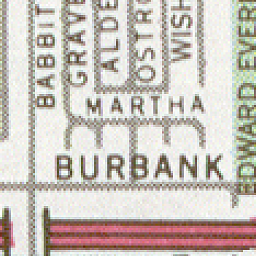 BABBIT
GRAVE
ALDE
OSTRO
WISH
MARTHA
BURBANK
EDWARD EVER